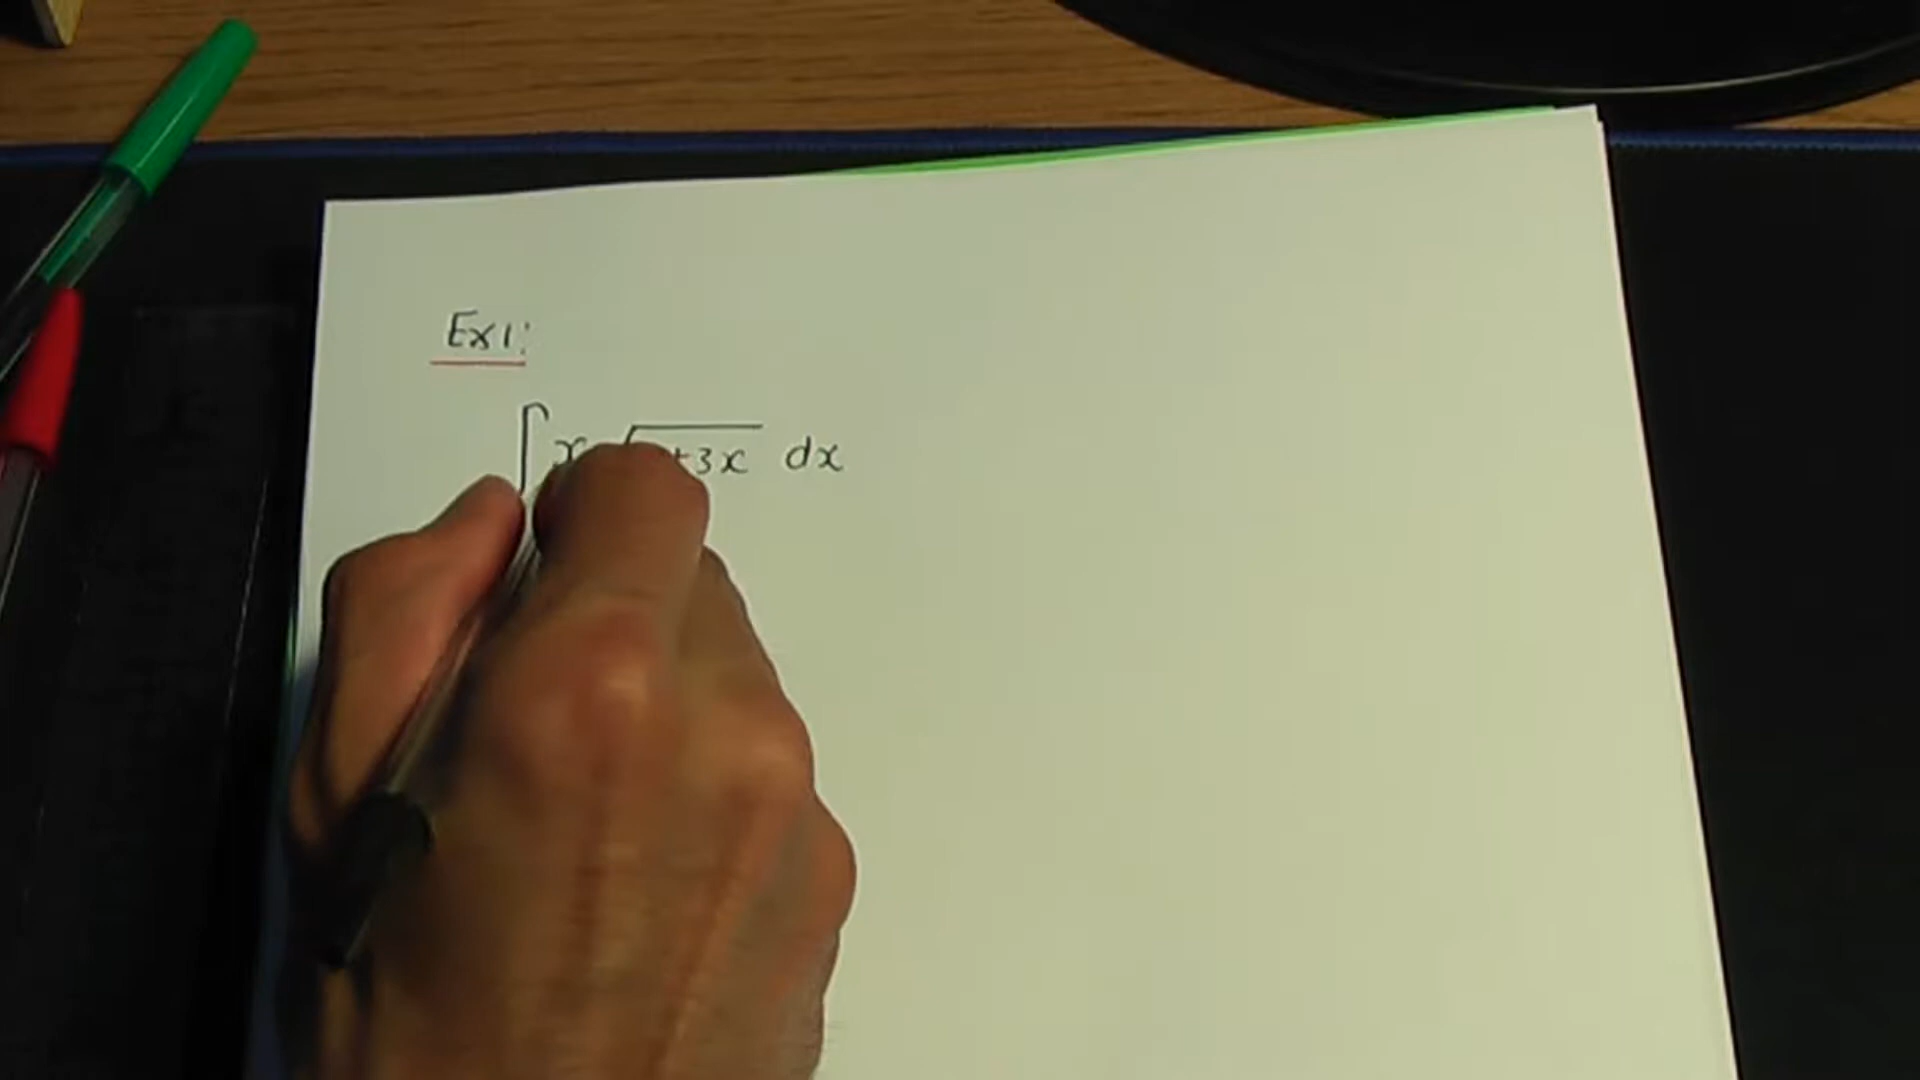 Ex1:
∫ x √ +3x dx